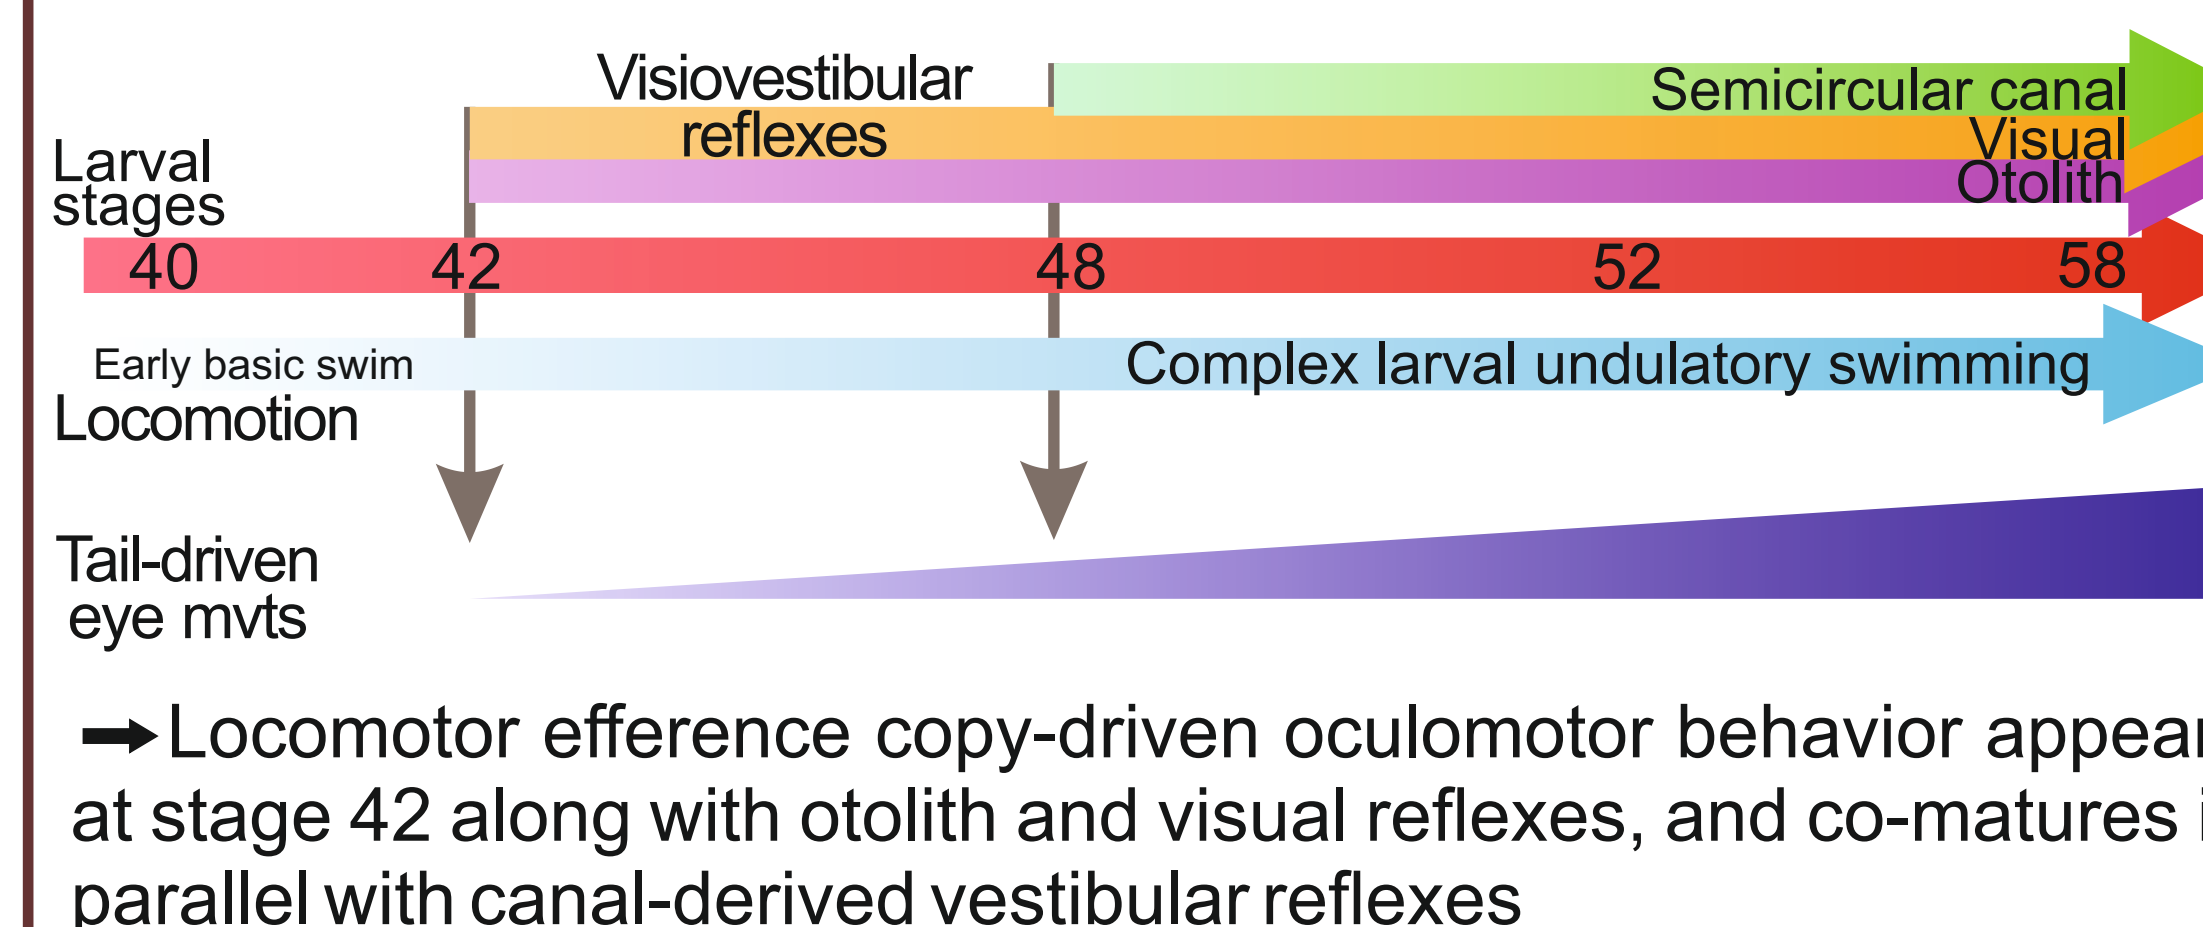 Visiovestibular
reflexes
Semicircular canal
Visual
Otolith
Larval
stages
40 42 48 52 58
Early basic swim
Complex larval undulatory swimming
Locomotion
Tail-driven
eye mvts
Locomotor efference copy-driven oculomotor behavior appear
at stage 42 along with otolith and visual reflexes, and co-matures
parallel with canal-derived vestibular reflexes